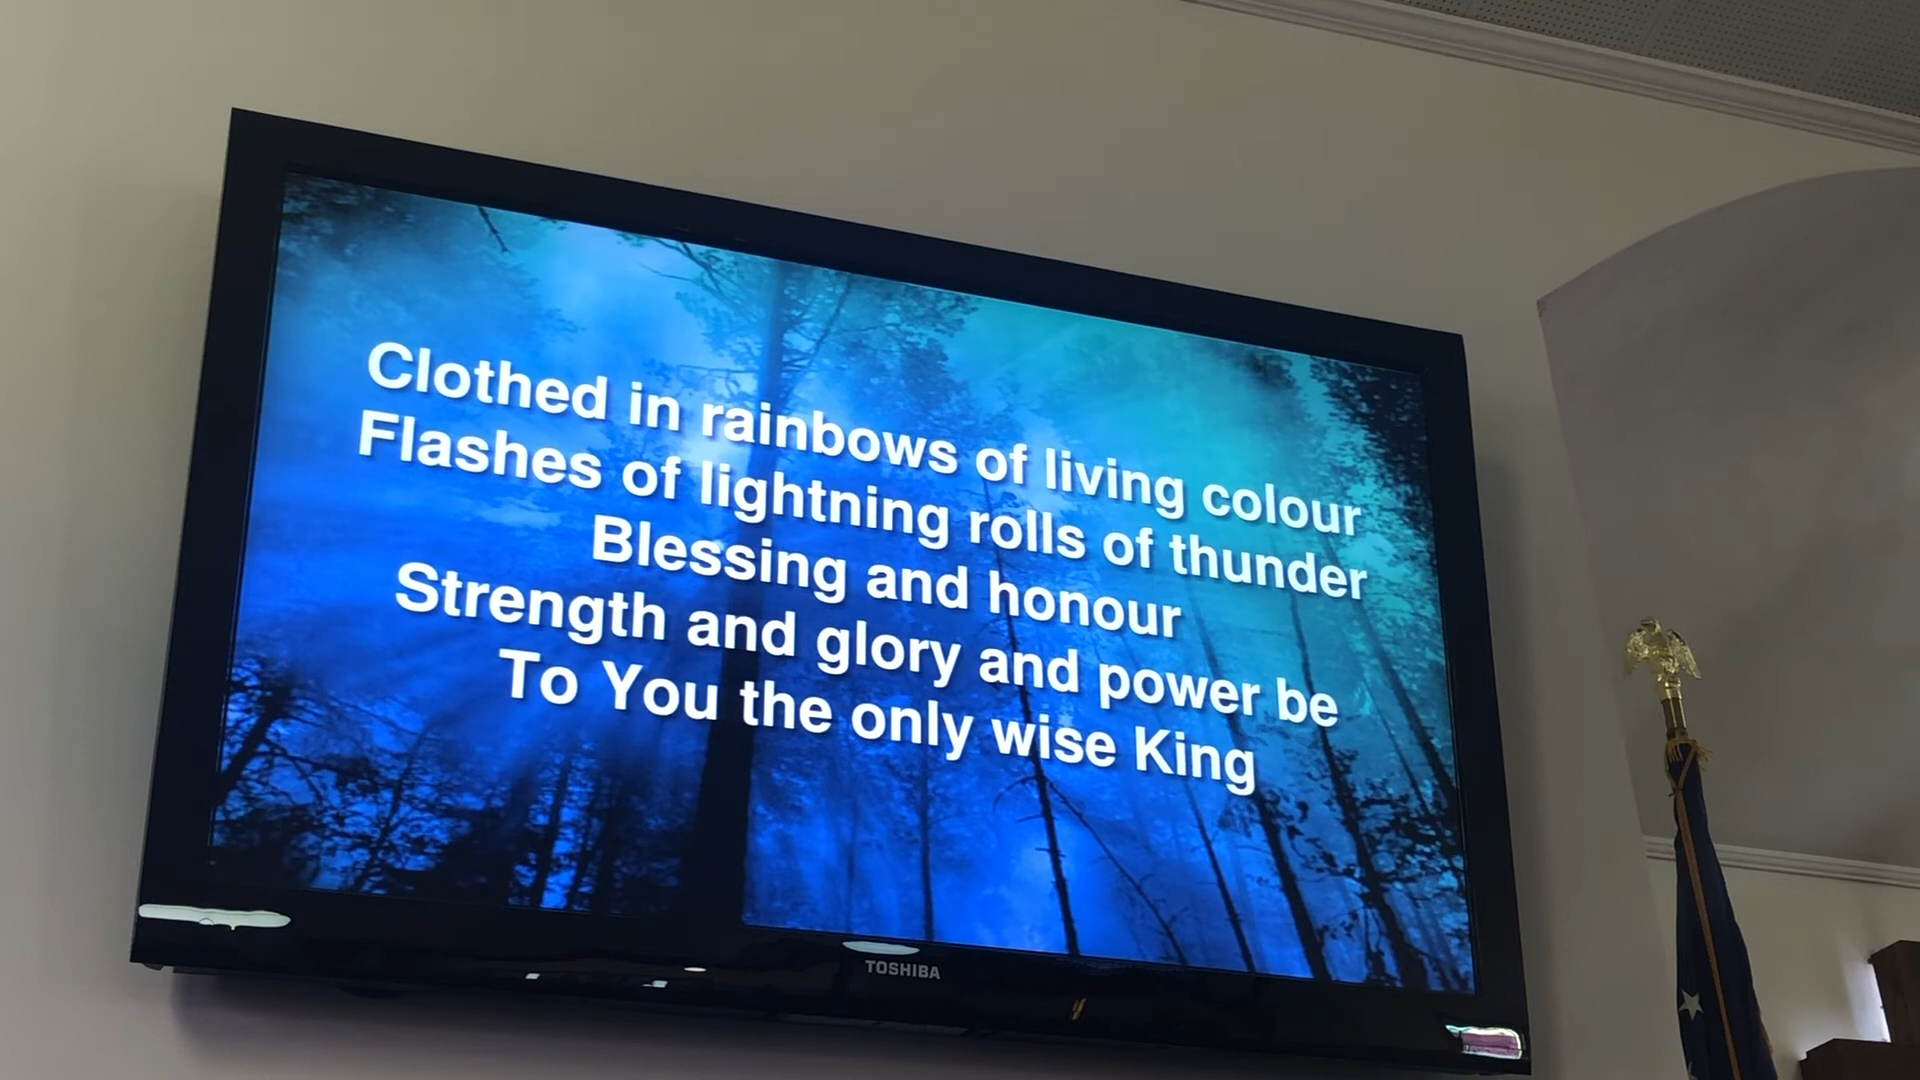 Clothed in rainbows of living colour
Flashes of lightning rolls of thunder
Blessing and honour
Strength and glory and power be
To You the only wise King
TOSHIBA